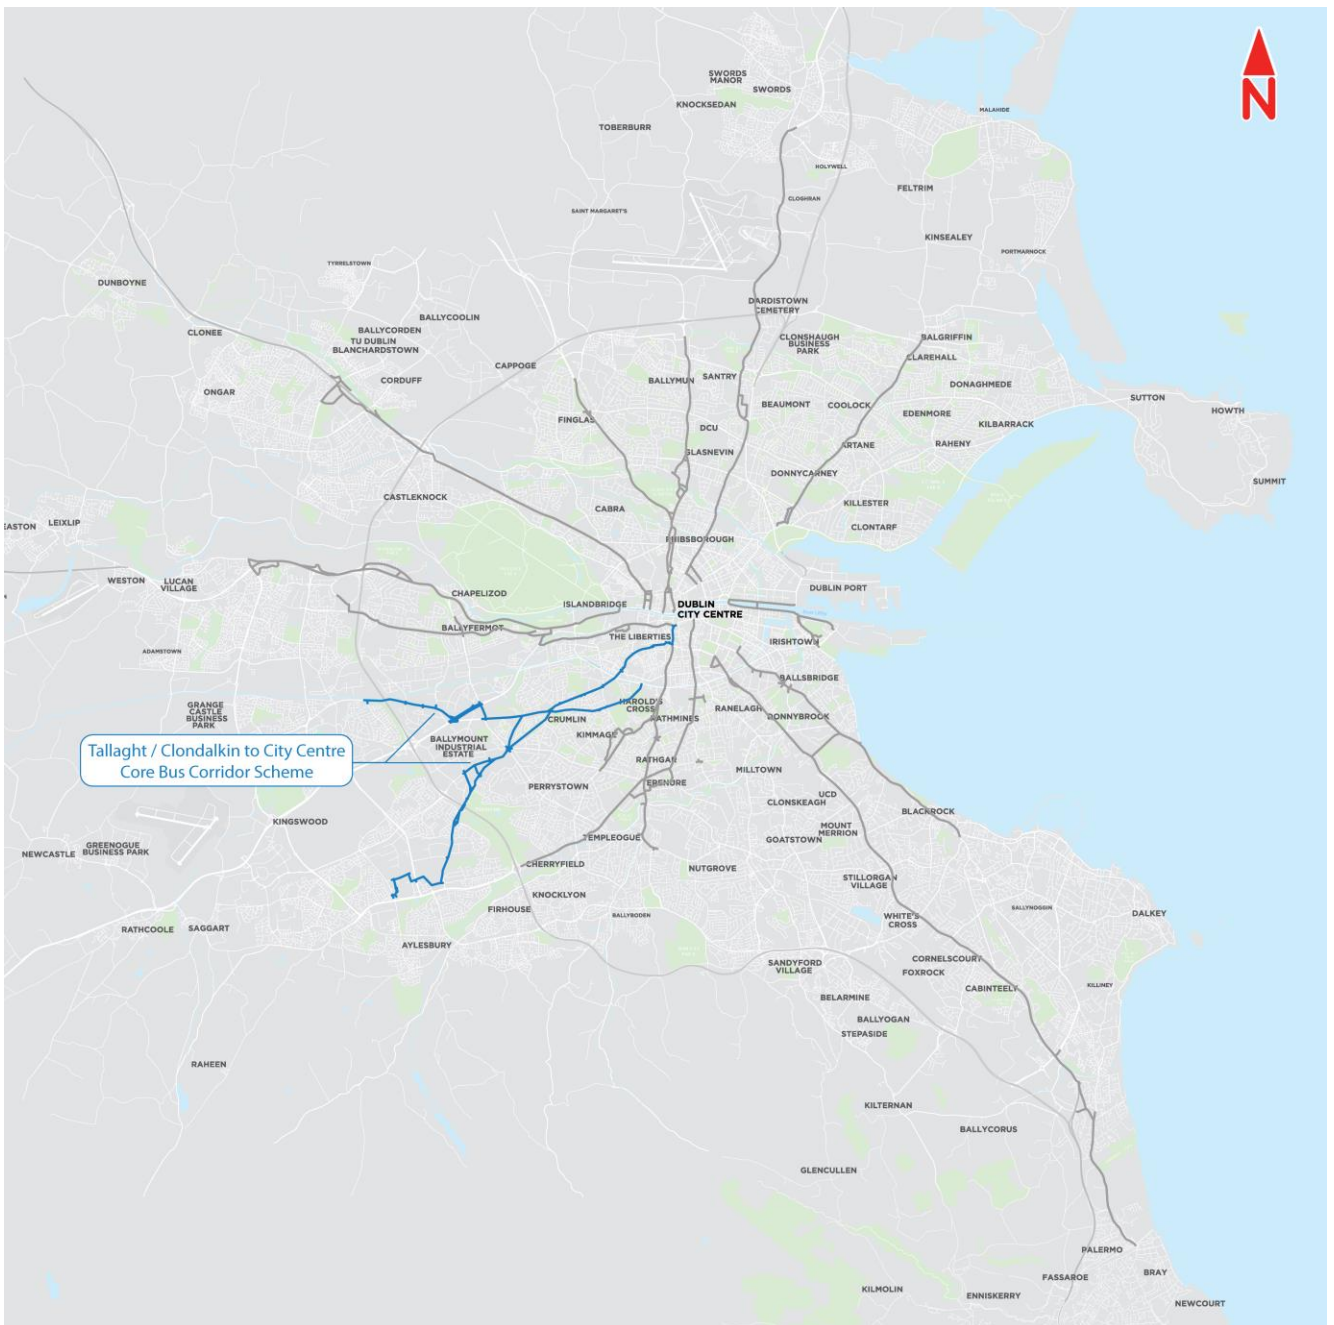 N
SWORDS
MANOR
SWORDS
KNOCKSEDAN
MALAHIDE
TOBERBURR
HOLYWELL
FELTRIM
CLOGHRAN
SAINT MARGARET'S
KINSEALEY
PORTMARNOCK
TYRRELSTOWN
DUNBOYNE
DARDISTOWN
CEMETERY
BALLYCOOLIN
CLONEE
BALLYCORDEN
TU DUBLIN
BLANCHARDSTOWN
CLONSHAUGH
BUSINESS
PARK
BALGRIFFIN
CLAREHALL
CAPPOGE
CORDUFF
BALLYMUN
SANTRY
DONAGHMEDE
ONGAR
SUTTON
HOWTH
BEAUMONT
COOLOCK
EDENMORE
KILBARRACK
FINGLAS
DCU
ARTANE
RAHENY
GLASNEVIN
DONNYCARNEY
SUMMIT
CASTLEKNOCK
CABRA
KILLESTER
EASTON
LEIXLIP
CLONTARF
PHIBSBOROUGH
WESTON
LUCAN
VILLAGE
DUBLIN PORT
CHAPELIZOD
ISLANDBRIDGE
DUBLIN
CITY CENTRE
BALLYFERMOT
THE LIBERTIES
IRISHTOWN
ADAMSTOWN
BALLSBRIDGE
GRANGE
CASTLE
BUSINESS
PARK
HAROLD'S
CROSS
RANELAGH
CRUMLIN
RATHMINES
DONNYBROOK
BALLYMOUNT
INDUSTRIAL
ESTATE
KIMMAGE
Tallaght / Clondalkin to City Centre
Core Bus Corridor Scheme
RATHGAR
MILLTOWN
PERRYSTOWN
TERENURE
UCD
CLONSKEAGH
BLACKROCK
KINGSWOOD
MOUNT
MERRION
TEMPLEOGUE
GOATSTOWN
GREENOGUE
BUSINESS PARK
NEWCASTLE
CHERRYFIELD
NUTGROVE
STILLORGAN
VILLAGE
KNOCKLYON
FIRHOUSE
BALLYBODEN
SALLYNOGGIN
DALKEY
WHITE'S
CROSS
RATHCOOLE
SAGGART
AYLESBURY
CORNELSCOURT
SANDYFORD
VILLAGE
FOXROCK
CABINTEELY
KILLINEY
BELARMINE
BALLYOGAN
STEPASIDE
RAHEEN
KILTERNAN
BALLYCORUS
GLENCULLEN
PALERMO
BRAY
FASSAROE
KILMOLIN
ENNISKERRY
NEWCOURT